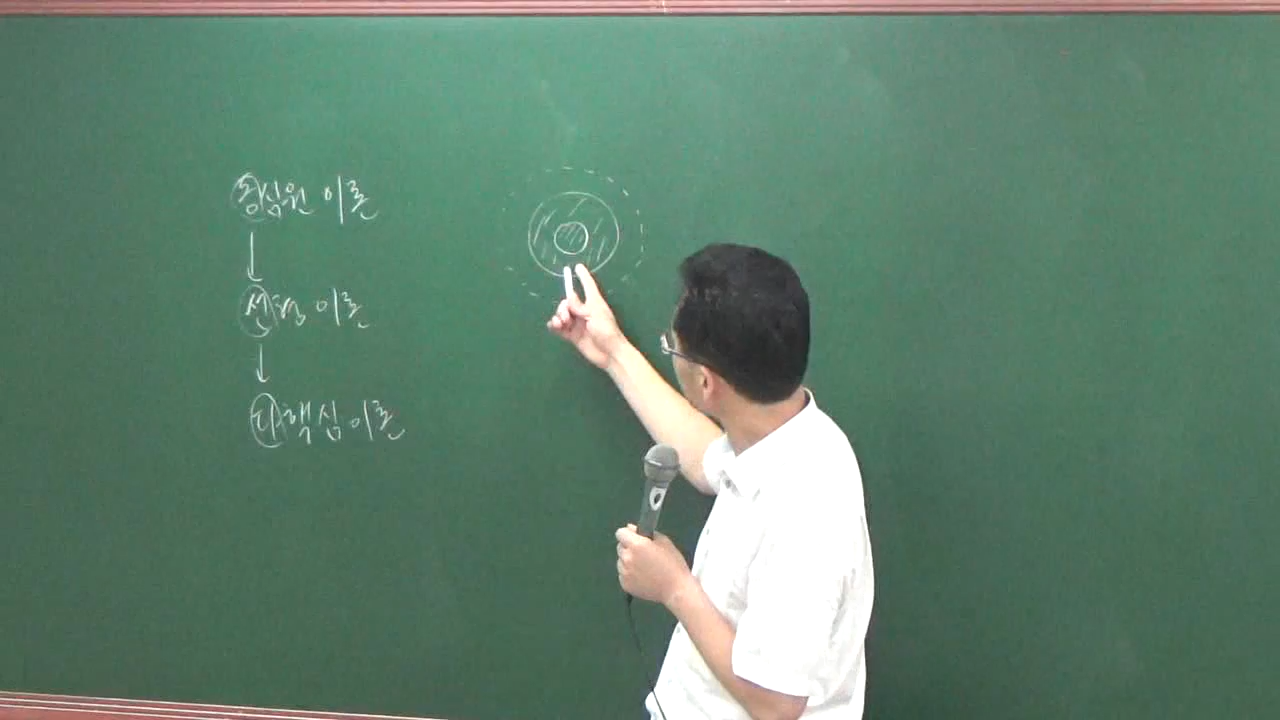 동심원 이론
↓
선형 이론
↓
다핵심이론